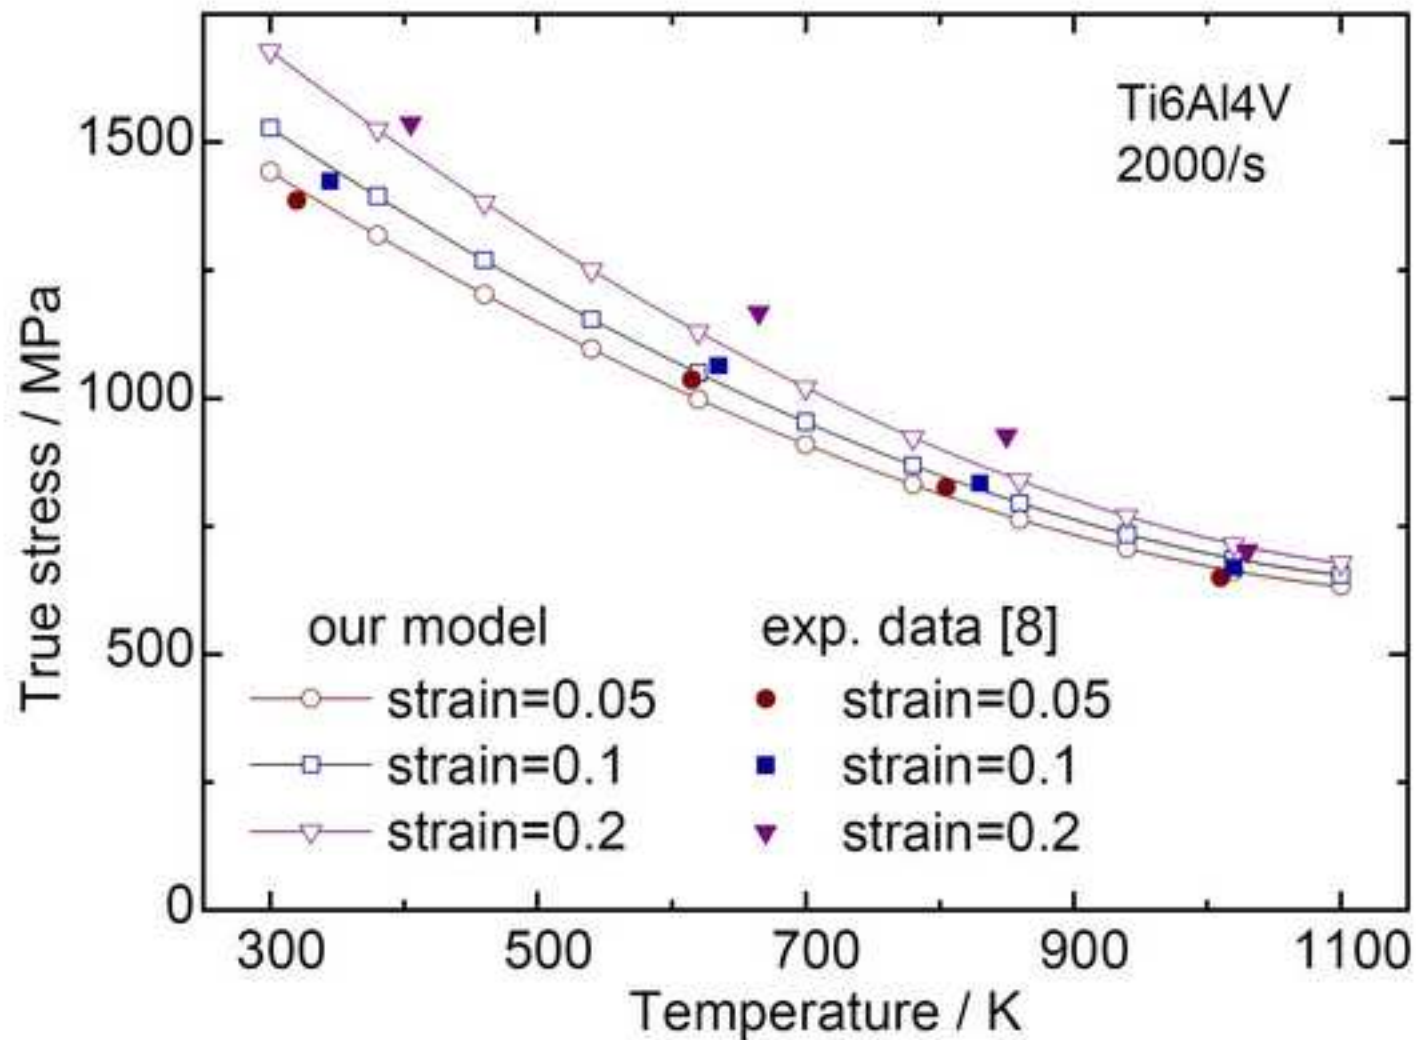 Ti6Al4V
2000/s
1500
1000
500
0
True stress / MPa
our model
strain=0.05
strain=0.1
strain=0.2
exp. data [8]
strain=0.05
strain=0.1
strain=0.2
300 500 700 900 1100
Temperature / K